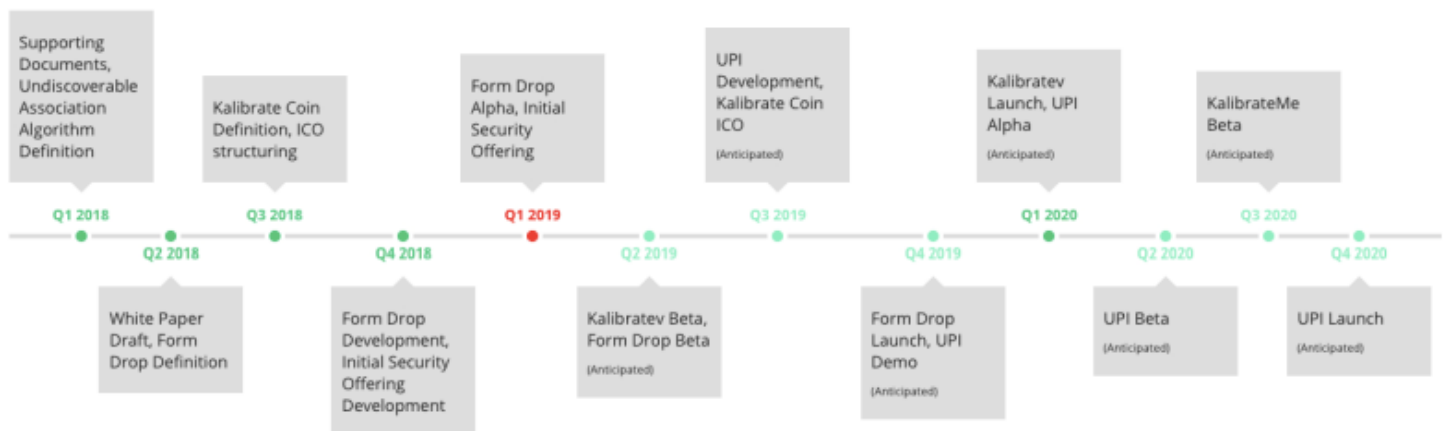 Supporting
Documents,
Undiscoverable
Association
Algorithm
Definition
Q1 2018
Q2 2018
White Paper
Draft, Form
Drop Definition
Kalibrate Coin
Definition, ICO
structuring
Q3 2018
Q4 2018
Form Drop
Development,
Initial Security
Offering
Development
Form Drop
Alpha, Initial
Security
Offering
Q1 2019
Q2 2019
Kalibratev Beta,
Form Drop Beta
(Anticipated)
UPI
Development,
Kalibrate Coin
ICO
(Anticipated)
Q3 2019
Q4 2019
Form Drop
Launch, UPI
Demo
(Anticipated)
Kalibratev
Launch, UPI
Alpha
(Anticipated)
Q1 2020
Q2 2020
UPI Beta
(Anticipated)
KalibrateMe
Beta
(Anticipated)
Q3 2020
Q4 2020
UPI Launch
(Anticipated)